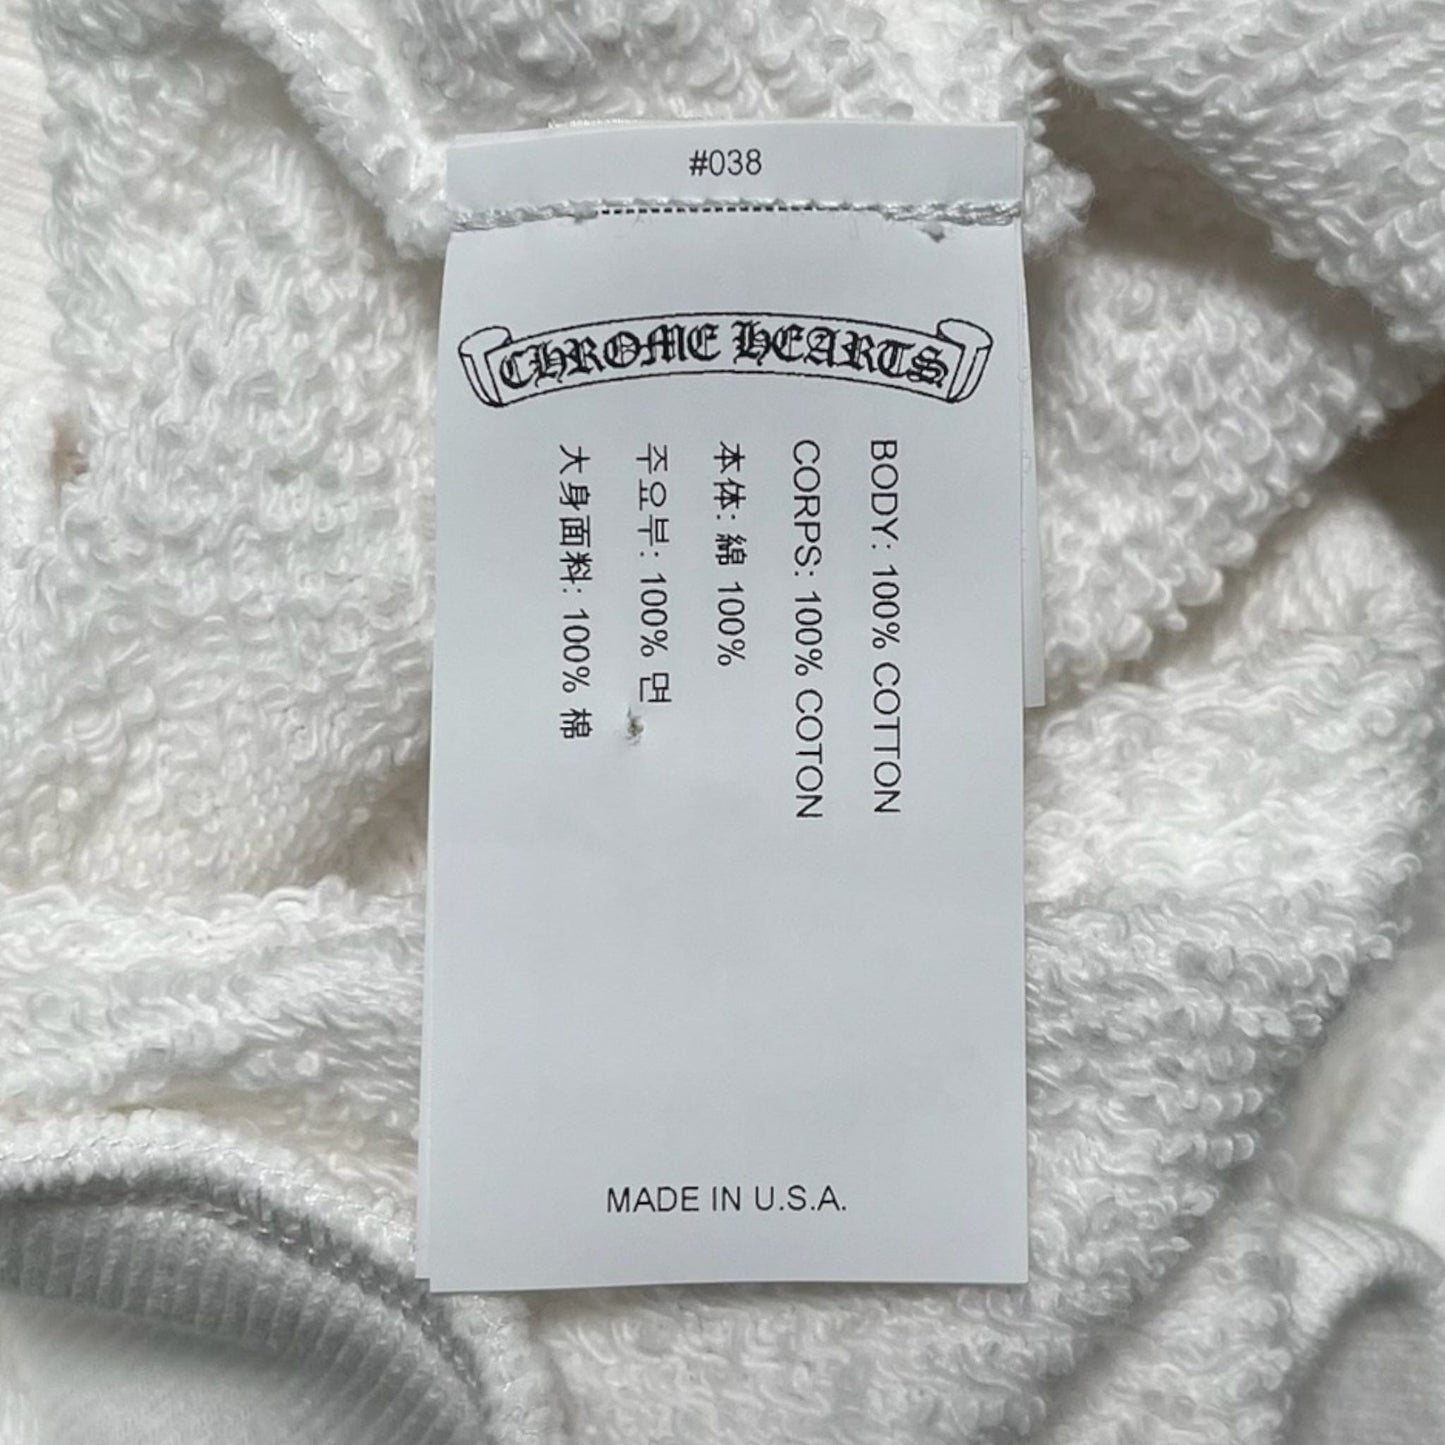 #038
CHROME HEARTS
BODY: 100% COTTON
CORPS: 100% COTON
本体: 綿 100%
주요부: 100% 면
大身面料: 100% 棉
MADE IN U.S.A.